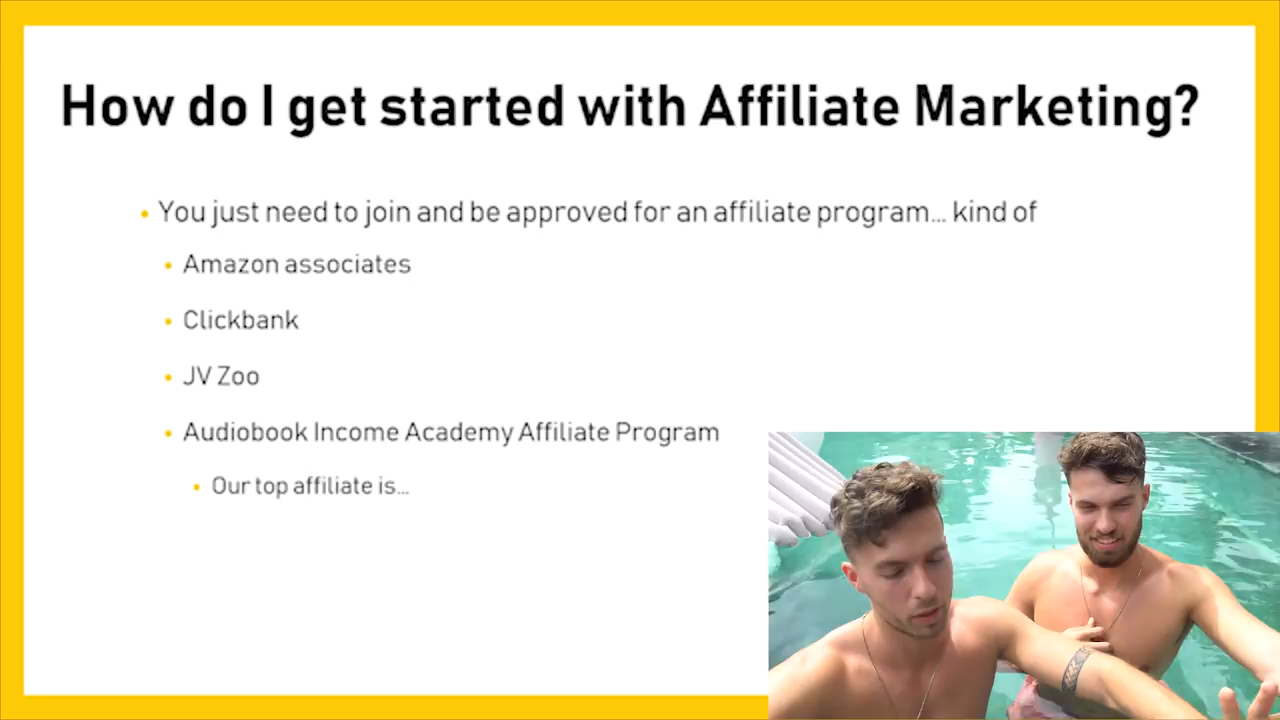 How do I get started with Affiliate Marketing?
You just need to join and be approved for an affiliate program... kind of
Amazon associates
Clickbank
JV Zoo
Audiobook Income Academy Affiliate Program
Our top affiliate is...